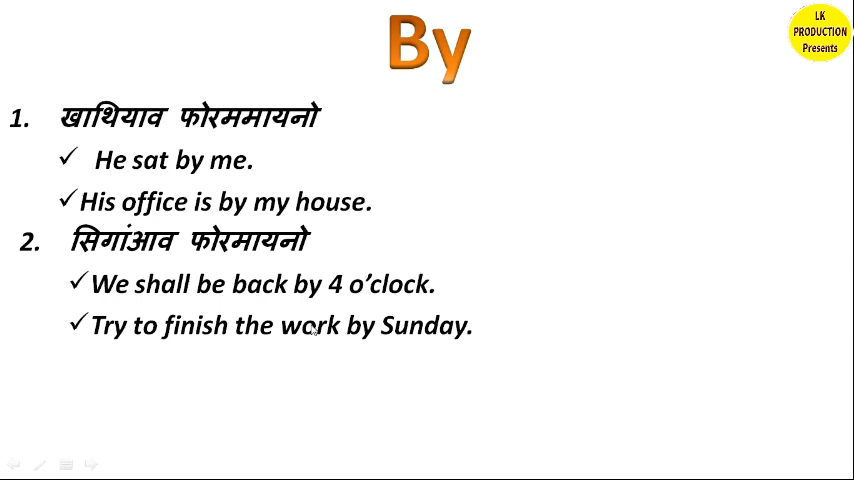 By
LK
PRODUCTION
Presents
1. खाथियाव फोरममायनो
✓ He sat by me.
✓ His office is by my house.
2. सिगांआव फोरमायनो
✓ We shall be back by 4 o’clock.
✓ Try to finish the work by Sunday.